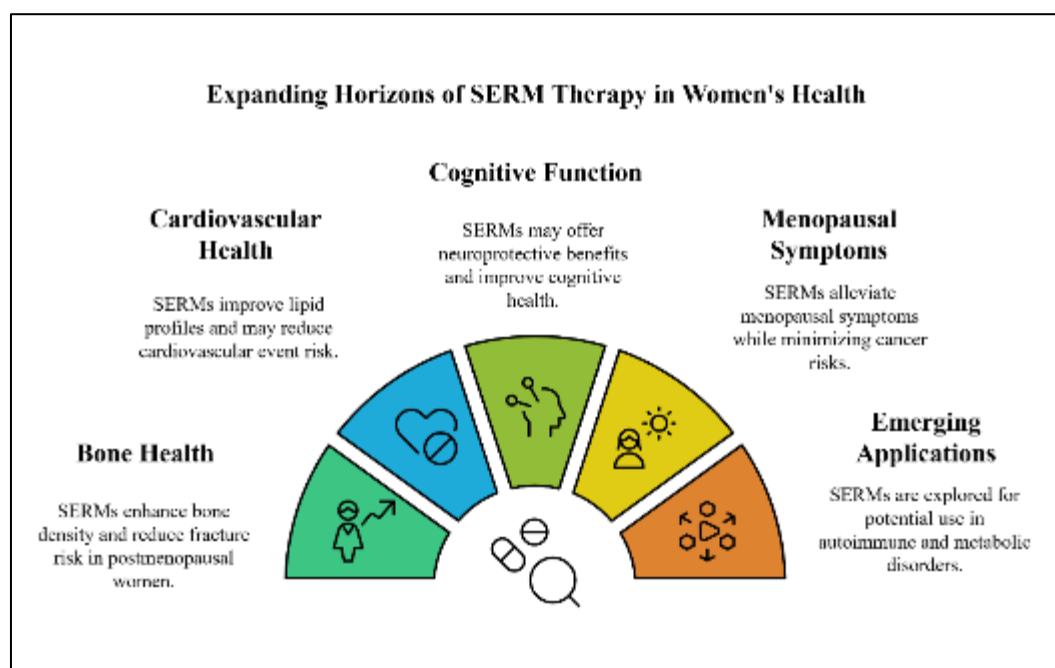 Expanding Horizons of SERM Therapy in Women's Health
Cognitive Function
SERMs may offer
neuroprotective benefits
and improve cognitive
health.
Cardiovascular
Health
SERMs improve lipid
profiles and may reduce
cardiovascular event risk.
Menopausal
Symptoms
SERMs alleviate
menopausal symptoms
while minimizing cancer
risks.
Bone Health
SERMs enhance bone
density and reduce fracture
risk in postmenopausal
women.
Emerging
Applications
SERMs are explored for
potential use in
autoimmune and metabolic
disorders.